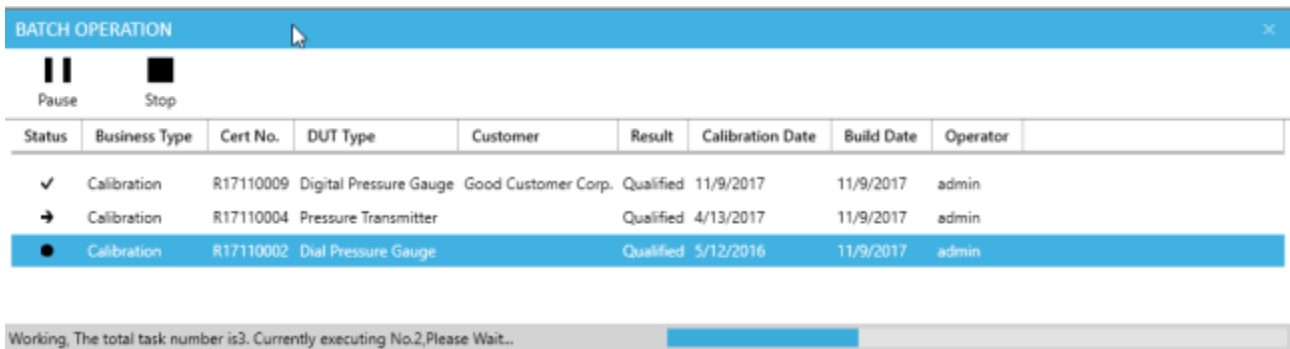 BATCH OPERATION
Pause Stop
Status Business Type Cert No. DUT Type Customer Result Calibration Date Build Date Operator
Calibration R17110009 Digital Pressure Gauge Good Customer Corp. Qualified 11/9/2017 11/9/2017 admin
Calibration R17110004 Pressure Transmitter Qualified 4/13/2017 11/9/2017 admin
Calibration R17110002 Dial Pressure Gauge Qualified 5/12/2016 11/9/2017 admin
Working, The total task number is3. Currently executing No.2,Please Wait...